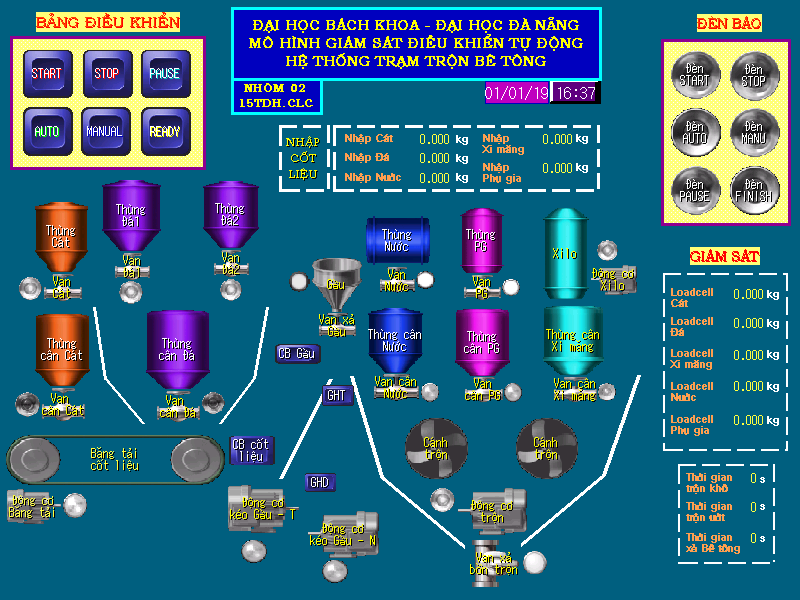 BẢNG ĐIỀU KHIỂN
START
STOP
PAUSE
AUTO
MANUAL
READY
ĐẠI HỌC BÁCH KHOA - ĐẠI HỌC ĐÀ NẴNG
MÔ HÌNH GIÁM SÁT ĐIỀU KHIỂN TỰ ĐỘNG
HỆ THỐNG TRẠM TRỘN BÊ TÔNG
NHÓM 02
15TDH.CLC
01/01/19 16:37
ĐÈN BÁO
Đèn
START
Đèn
STOP
Đèn
AUTO
Đèn
MANU
Đèn
PAUSE
Đèn
FINISH
NHẬP
CỐT
LIỆU
Nhập Cát 0.000 kg
Nhập Đá 0.000 kg
Nhập Nước 0.000 kg
Nhập
Xi măng
0.000 kg
Nhập
Phụ gia
0.000 kg
Thùng
Cát
Thùng
Đá1
Thùng
Đá2
Van
Cát
Van
Đá1
Van
Đá2
Gàu
Van xả
Gàu
Thùng
Nước
Van
Nước
Thùng
PG
Van
PG
Xilo
Động cơ
Xilo
Thùng
cân Cát
Van
cân Cát
Thùng
cân Đá
Van
cân Đá
CB Gàu
Thùng cân
Nước
Van cân
Nước
Thùng
cân PG
Van
cân PG
Thùng cân
Xi măng
Van cân
Xi măng
GHT
Băng tải
cốt liệu
CB cốt
liệu
Động cơ
Băng tải
GHD
Động cơ
kéo Gàu - T
Động cơ
kéo Gàu - N
Cánh
trộn
Cánh
trộn
Động cơ
trộn
Van xả
bồn trộn
GIÁM SÁT
Loadcell
Cát
0.000 kg
Loadcell
Đá
0.000 kg
Loadcell
Xi măng
0.000 kg
Loadcell
Nước
0.000 kg
Loadcell
Phụ gia
0.000 kg
Thời gian
trộn khô
0 s
Thời gian
trộn ướt
0 s
Thời gian
xả Bê tông
0 s